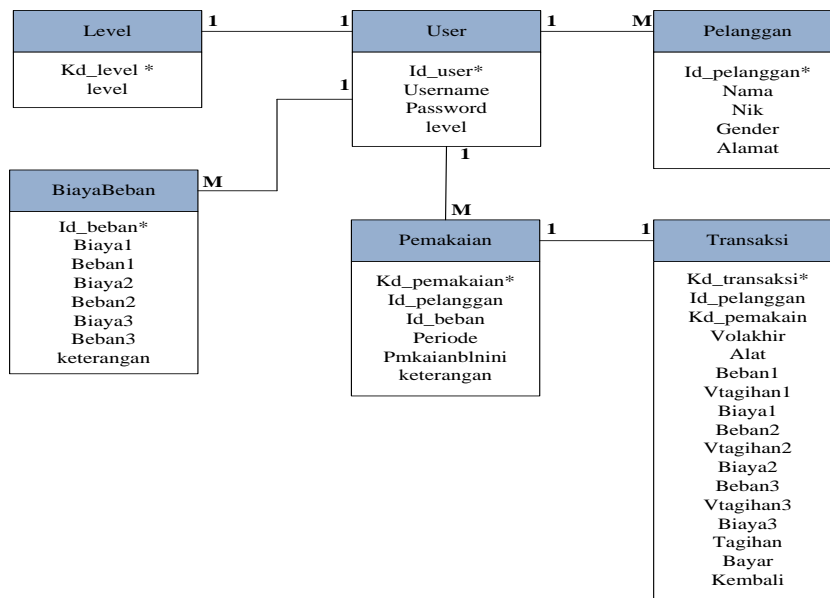 Level
Kd_level *
level
1
1
User
Id_user*
Username
Password
level
1
M
Pelanggan
Id_pelanggan*
Nama
Nik
Gender
Alamat
1
M
BiayaBeban
Id_beban*
Biaya1
Beban1
Biaya2
Beban2
Biaya3
Beban3
keterangan
1
M
Pemakaian
Kd_pemakaian*
Id_pelanggan
Id_beban
Periode
Pmkaianblnini
keterangan
1
1
Transaksi
Kd_transaksi*
Id_pelanggan
Kd_pemakain
Volakhir
Alat
Beban1
Vtagihan1
Biaya1
Beban2
Vtagihan2
Biaya2
Beban3
Vtagihan3
Biaya3
Tagihan
Bayar
Kembali